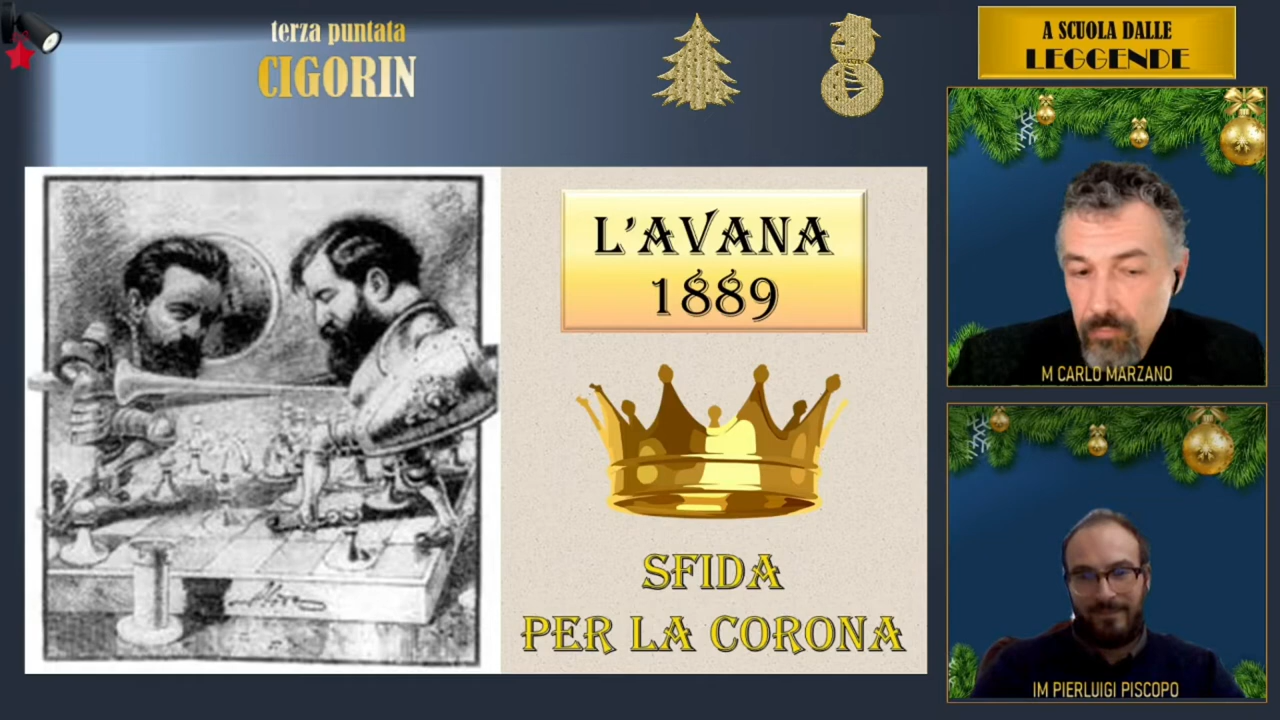 terza puntata
CIGORIN
A SCUOLA DALLE
LEGGENDE
L'AVANA
1889
SFIDA
PER LA CORONA
M CARLO MARZANO
IM PIERLUIGI PISCOPO